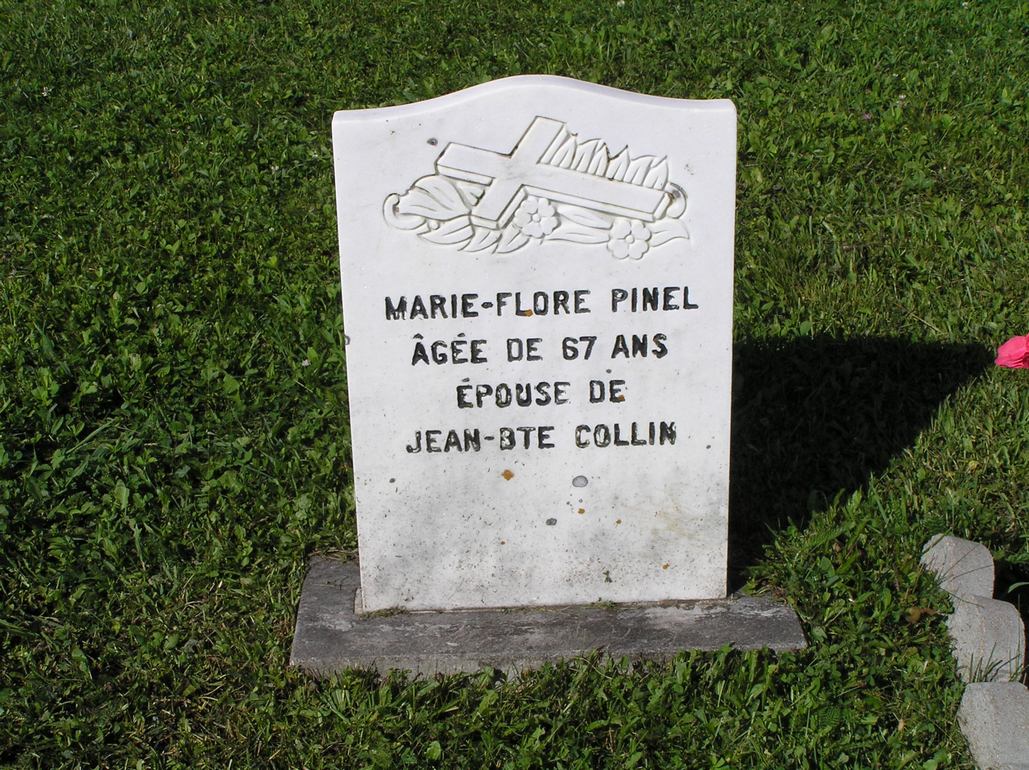 MARIE-FLORE PINEL
ÂGÉE DE 67 ANS
ÉPOUSE DE
JEAN-BTE COLLIN